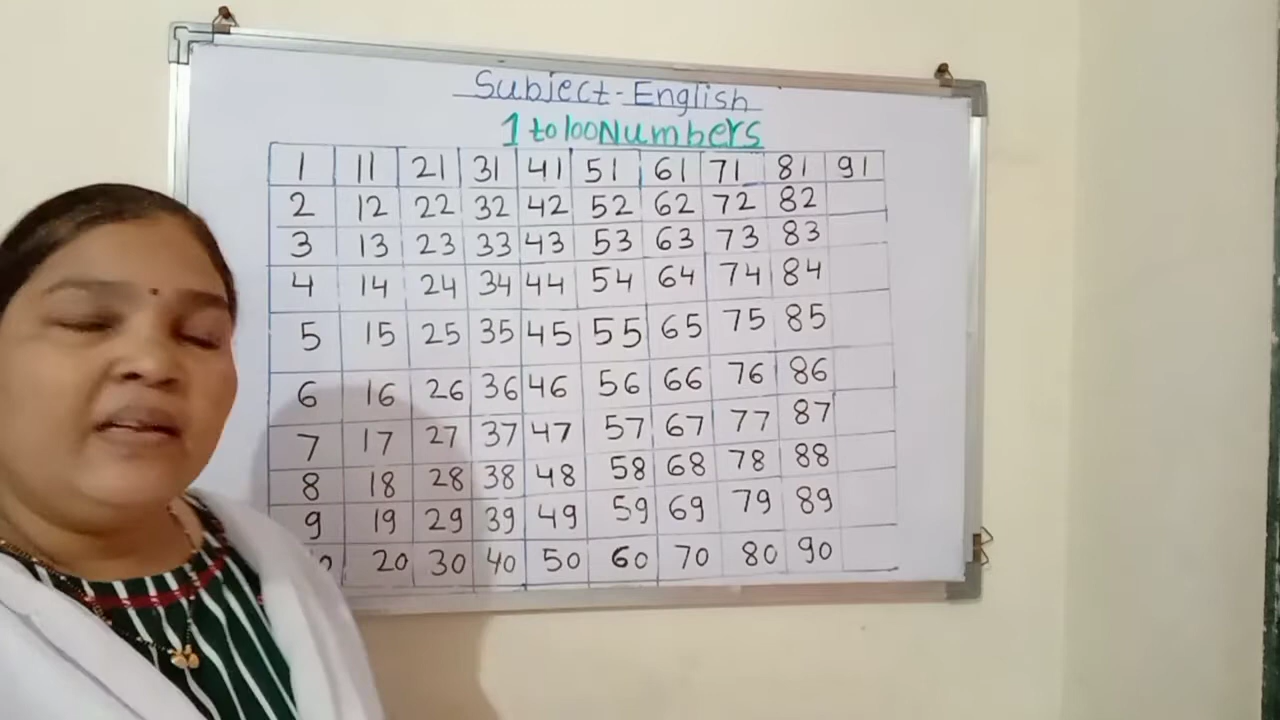 Subject-English
1 to 100 Numbers
1 11 21 31 41 51 61 71 81 91
2 12 22 32 42 52 62 72 82
3 13 23 33 43 53 63 73 83
4 14 24 34 44 54 64 74 84
5 15 25 35 45 55 65 75 85
6 16 26 36 46 56 66 76 86
7 17 27 37 47 57 67 77 87
8 18 28 38 48 58 68 78 88
9 19 29 39 49 59 69 79 89
20 30 40 50 60 70 80 90